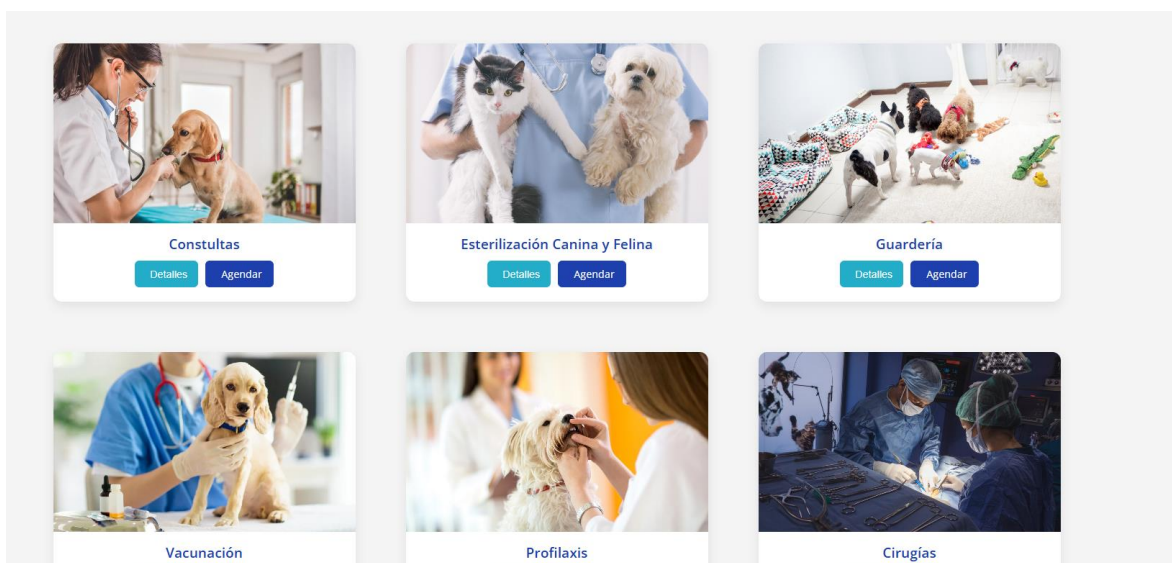 Constultas
Esterilización Canina y Felina
Guardería
Detalles Agendar
Detalles Agendar
Detalles Agendar
Vacunación
Profilaxis
Cirugías